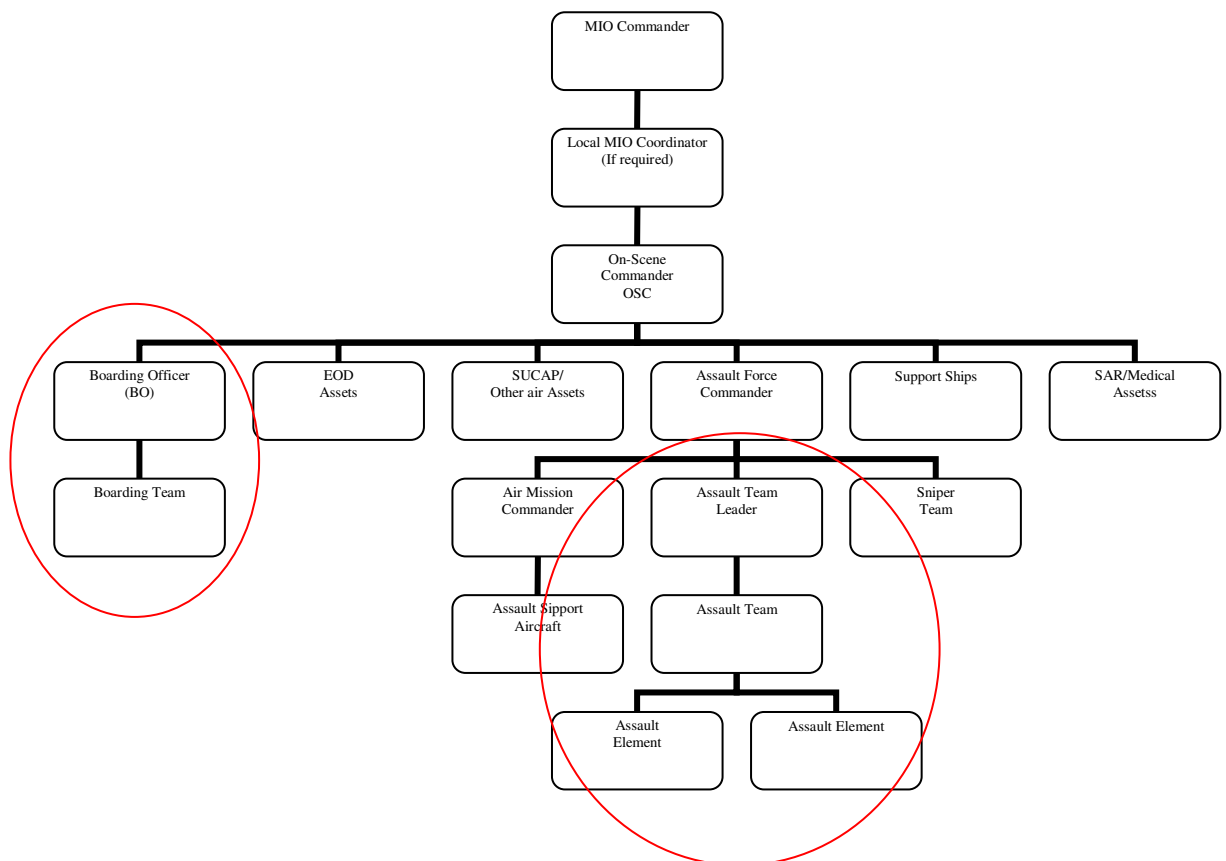 MIO Commander
Local MIO Coordinator
(If required)
On-Scene
Commander
OSC
Boarding Officer
(BO)
EOD
Assets
SUCAP/
Other air Assets
Assault Force
Commander
Support Ships
SAR/Medical
Assetss
Boarding Team
Air Mission
Commander
Assault Team
Leader
Sniper
Team
Assault Sipport
Aircraft
Assault Team
Assault
Element
Assault Element